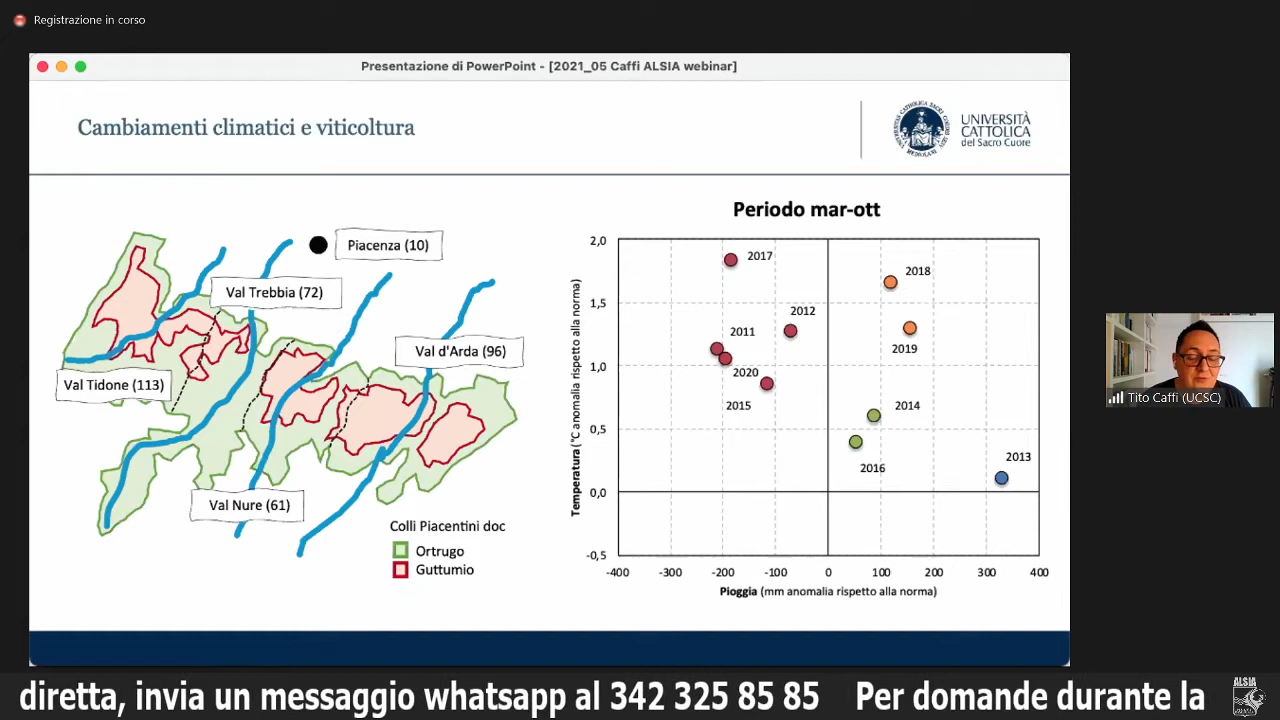 Registrazione in corso
Presentazione di PowerPoint - [2021_05 Caffi ALSIA webinar]
Cambiamenti climatici e viticoltura
UNIVERSITÀ
CATTOLICA
del Sacro Cuore
Piacenza (10)
Val Trebbia (72)
Val d'Arda (96)
Val Tidone (113)
Val Nure (61)
Colli Piacentini doc
Ortrugo
Guttumio
Periodo mar-ott
Temperatura (°C anomalia rispetto alla norma)
2,0
1,5
1,0
0,5
0,0
-0,5
2017
2018
2012
2011
2019
2020
2015
2014
2016
2013
-400 -300 -200 -100 0 100 200 300 400
Pioggia (mm anomalia rispetto alla norma)
Tito Caffi (UCSC)
diretta, invia un messaggio whatsapp al 342 325 85 85 Per domande durante la
ALSIA